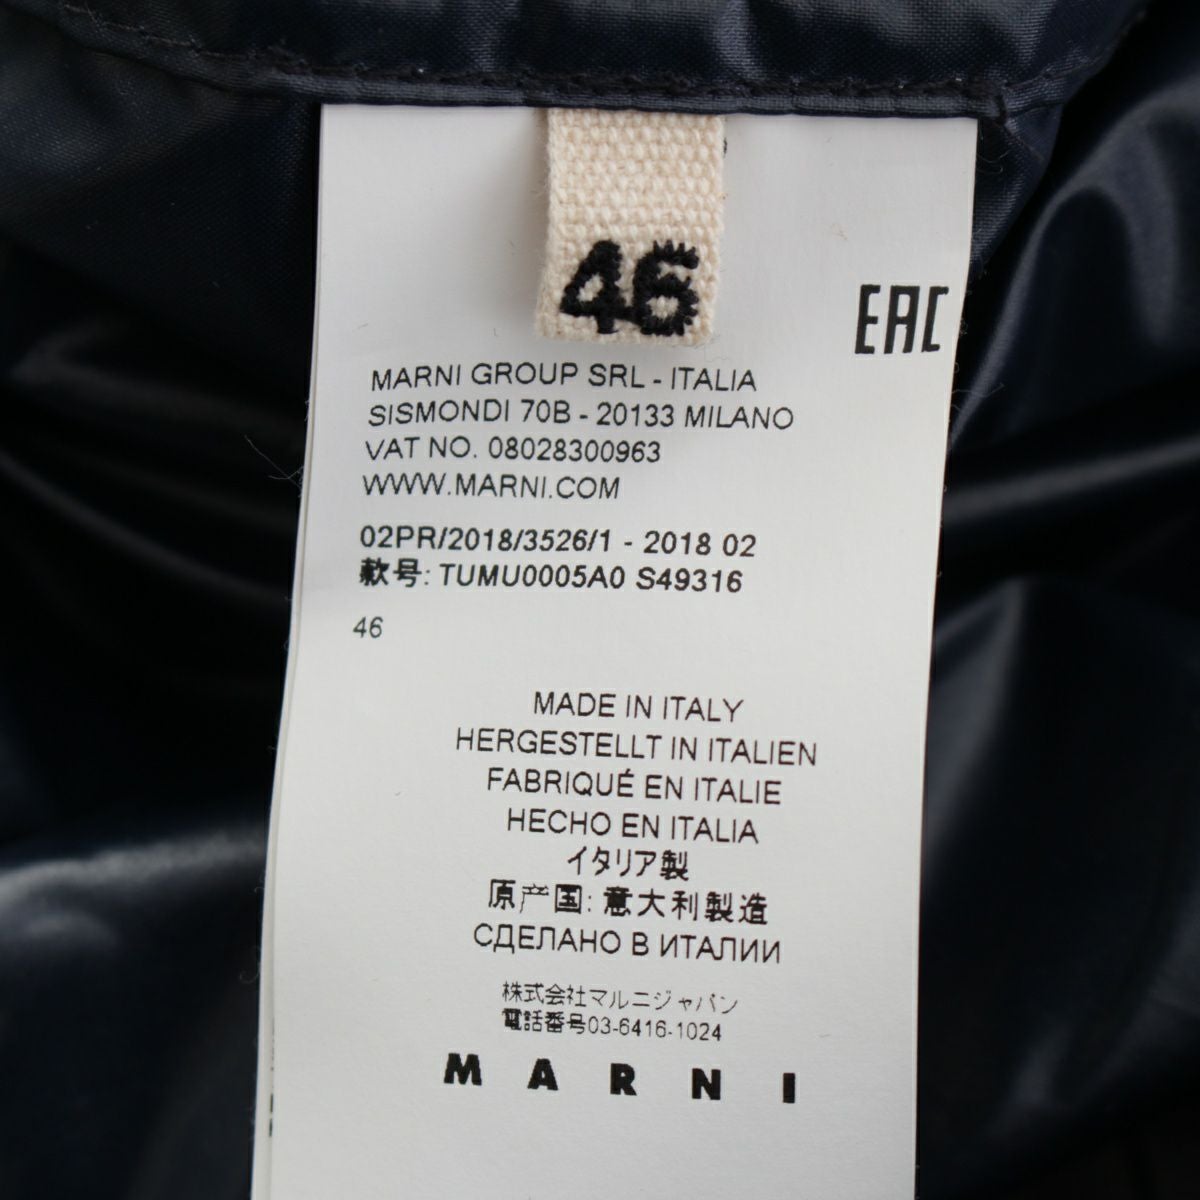 46
EAC
MARNI GROUP SRL - ITALIA
SISMONDI 70B - 20133 MILANO
VAT NO. 08028300963
WWW.MARNI.COM
02PR/2018/3526/1 - 2018 02
款号: TUMU0005A0 S49316
46
MADE IN ITALY
HERGESTELLT IN ITALIEN
FABRIQUÉ EN ITALIE
HECHO EN ITALIA
イタリア製
原产国: 意大利製造
СДЕЛАНО В ИТАЛИИ
株式会社マルニジャパン
電話番号03-6416-1024
MARNI